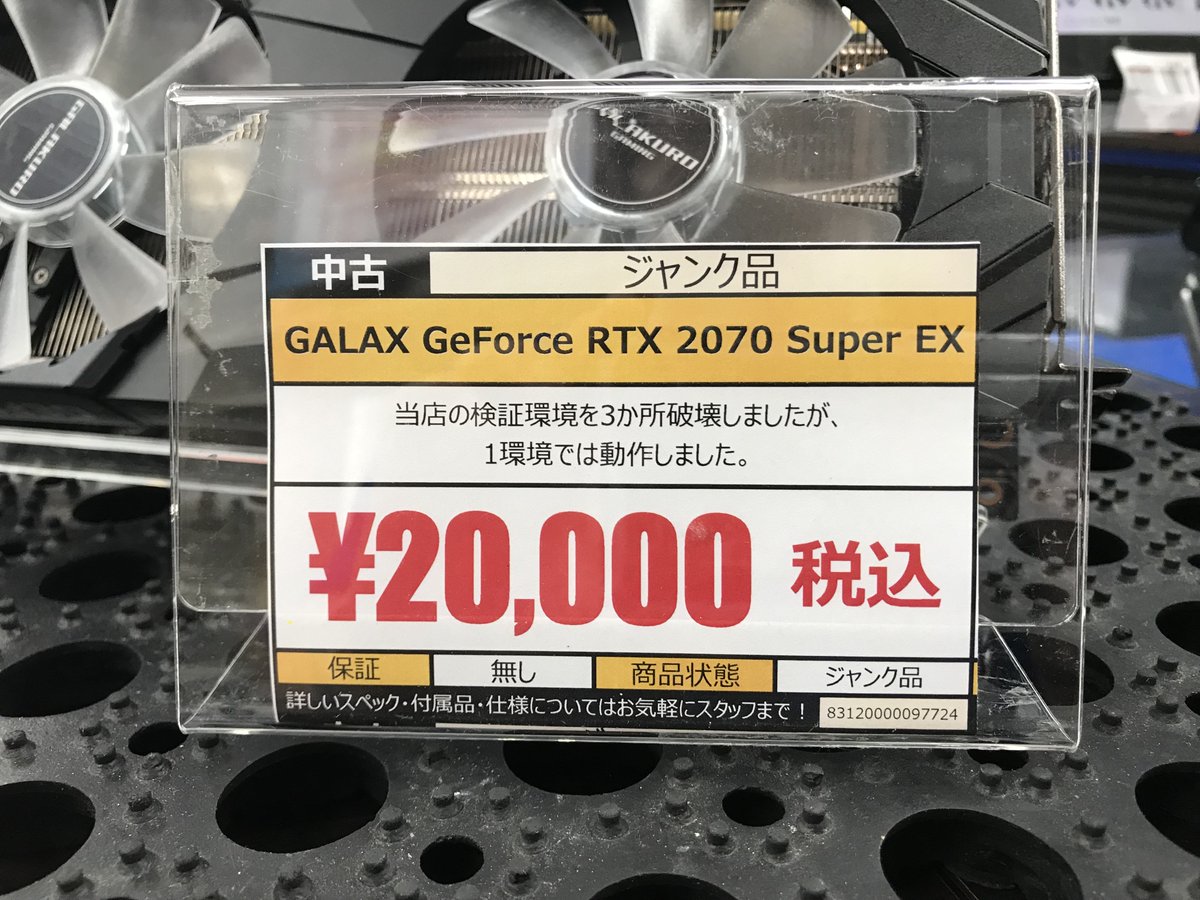 GALAKURO
GAMING
GALAKURO
GAMING
中古 ジャンク品
GALAX GeForce RTX 2070 Super EX
当店の検証環境を3か所破壊しましたが、
1環境では動作しました。
¥20,000 税込
保証 無し 商品状態 ジャンク品
詳しいスペック・付属品・仕様についてはお気軽にスタッフまで！ 83120000097724